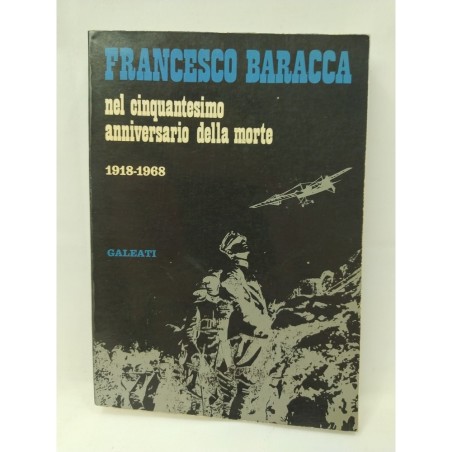 FRANCESCO BARACCA
nel cinquantesimo
anniversario della morte
1918-1968
GALEATI